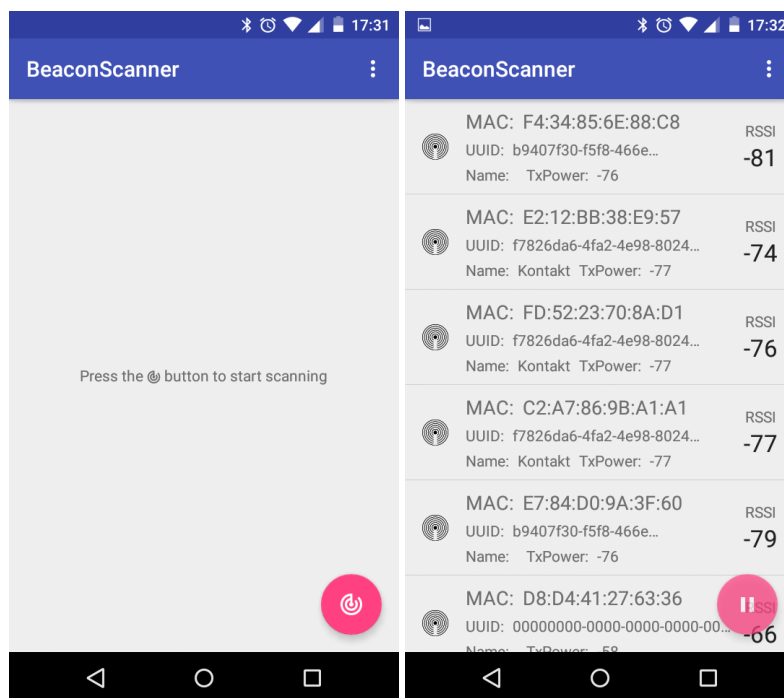 17:31
BeaconScanner
Press the button to start scanning
17:32
BeaconScanner
MAC: F4:34:85:6E:88:C8
UUID: b9407f30-f5f8-466e...
Name: TxPower: -76
RSSI
-81
MAC: E2:12:BB:38:E9:57
UUID: f7826da6-4fa2-4e98-8024...
Name: Kontakt TxPower: -77
RSSI
-74
MAC: FD:52:23:70:8A:D1
UUID: f7826da6-4fa2-4e98-8024...
Name: Kontakt TxPower: -77
RSSI
-76
MAC: C2:A7:86:9B:A1:A1
UUID: f7826da6-4fa2-4e98-8024...
Name: Kontakt TxPower: -77
RSSI
-77
MAC: E7:84:D0:9A:3F:60
UUID: b9407f30-f5f8-466e...
Name: TxPower: -76
RSSI
-79
MAC: D8:D4:41:27:63:36
UUID: 00000000-0000-0000-0000-00...
Name: TxPower: -58
RSSI
-66